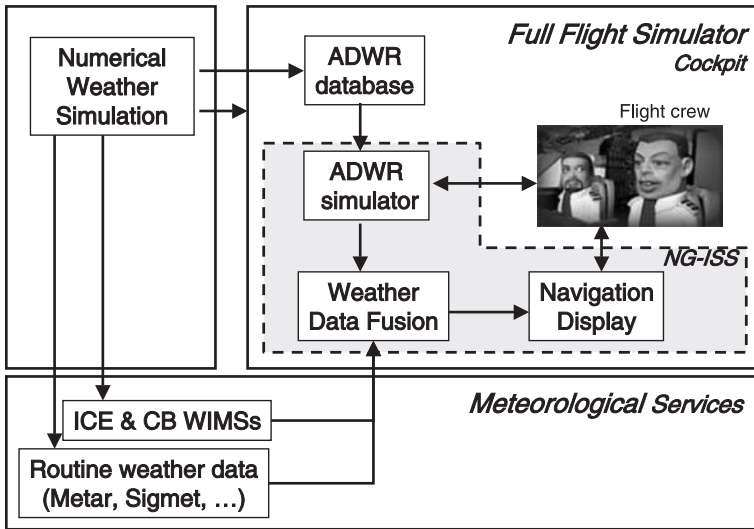 Numerical
Weather
Simulation
Full Flight Simulator
Cockpit
ADWR
database
Flight crew
ADWR
simulator
NG-ISS
Weather
Data Fusion
Navigation
Display
Meteorological Services
ICE & CB WIMSs
Routine weather data
(Metar, Sigmet, …)